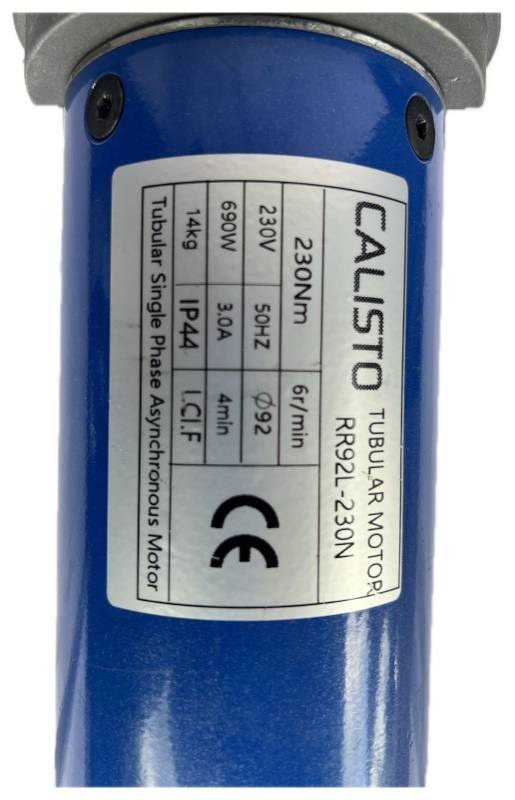 CALISTO TUBULAR MOTOR
RR92L-230N
230Nm 6r/min
230V 50HZ Ø92
690W 3.0A 4min
14kg IP44 I.Cl.F
CE
Tubular Single Phase Asynchronous Motor